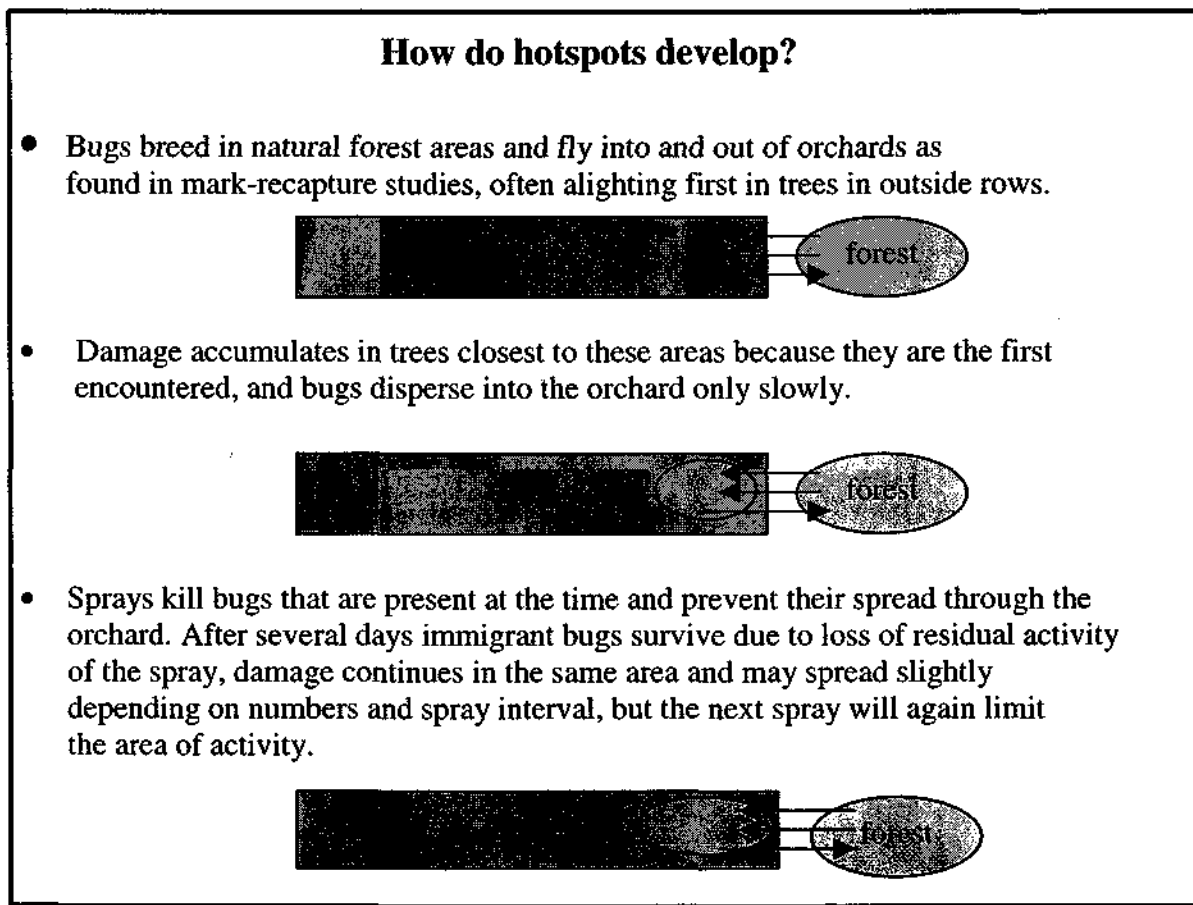 How do hotspots develop?
• Bugs breed in natural forest areas and fly into and out of orchards as
found in mark-recapture studies, often alighting first in trees in outside rows.
forest
• Damage accumulates in trees closest to these areas because they are the first
encountered, and bugs disperse into the orchard only slowly.
forest
• Sprays kill bugs that are present at the time and prevent their spread through the
orchard. After several days immigrant bugs survive due to loss of residual activity
of the spray, damage continues in the same area and may spread slightly
depending on numbers and spray interval, but the next spray will again limit
the area of activity.
forest